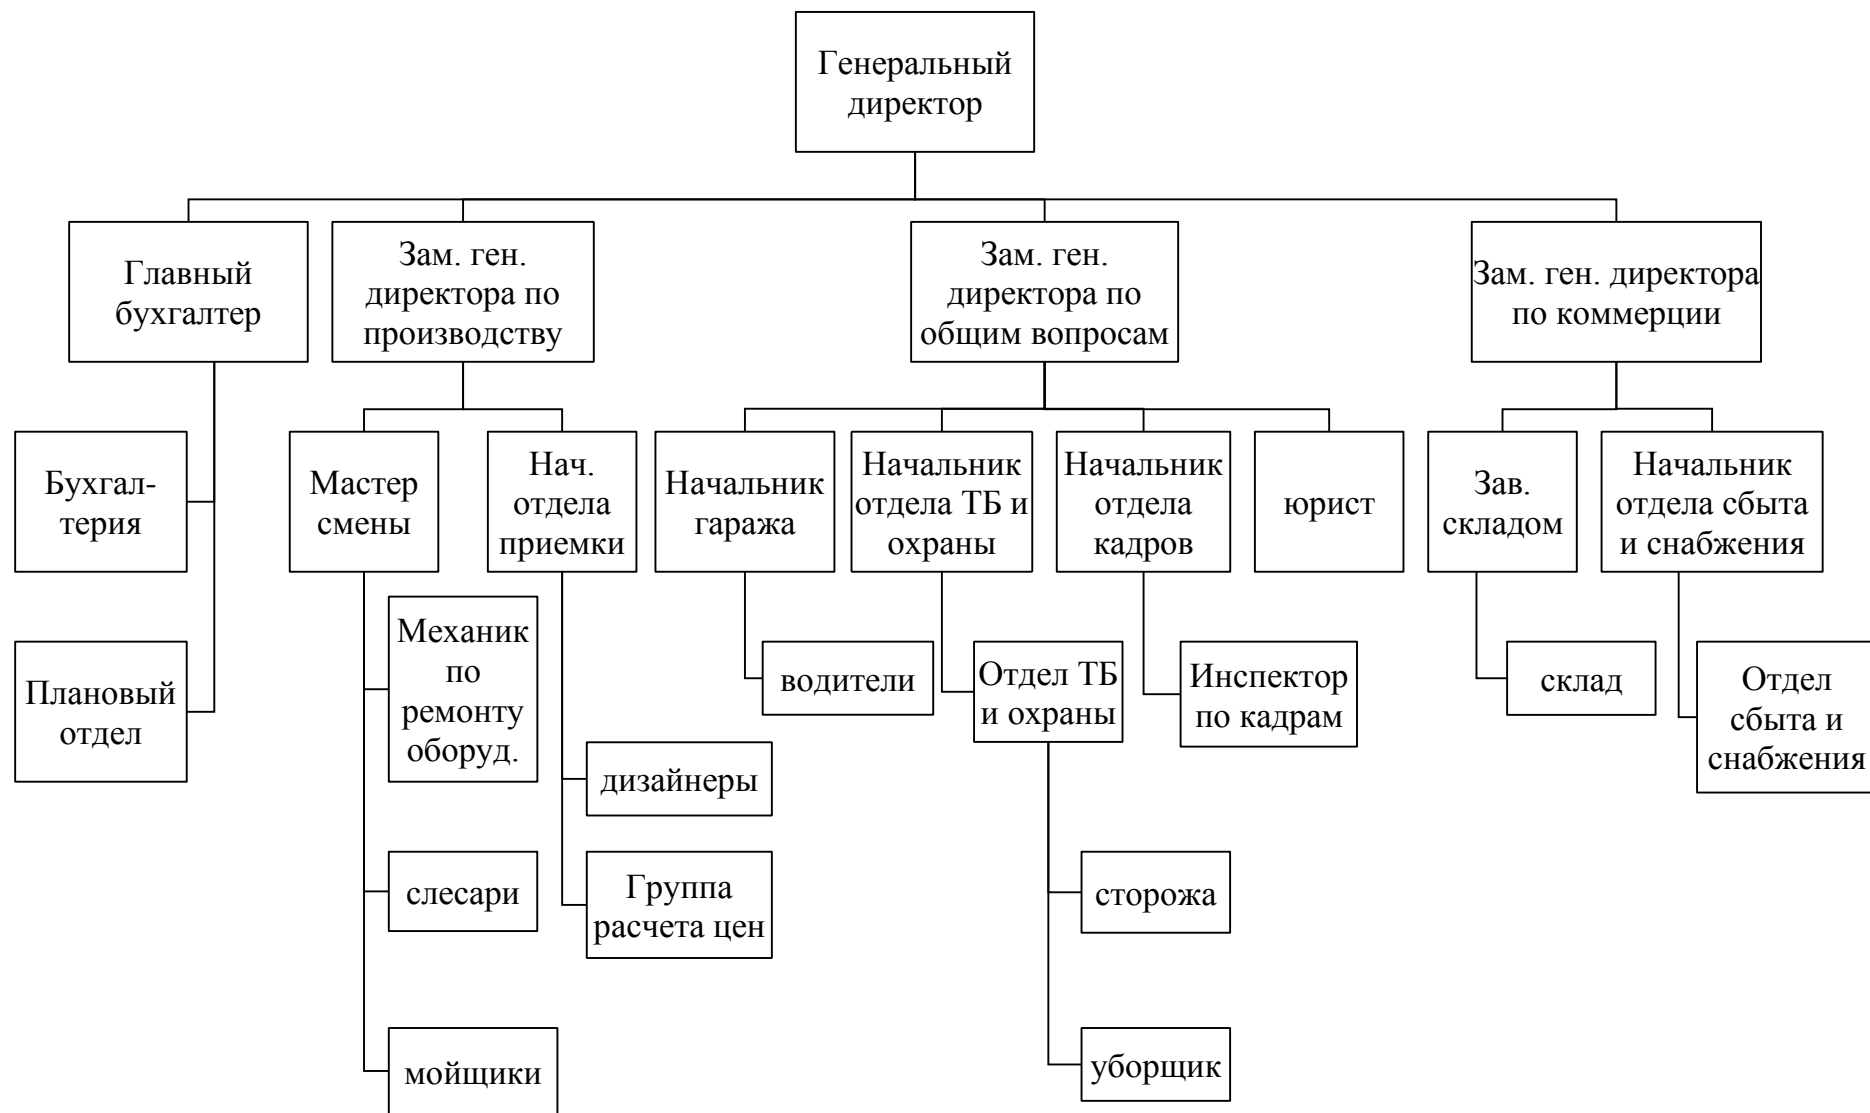 Генеральный
директор
Главный
бухгалтер
Зам. ген.
директора по
производству
Зам. ген.
директора по
общим вопросам
Зам. ген. директора
по коммерции
Бухгал-
терия
Мастер
смены
Нач.
отдела
приемки
Начальник
гаража
Начальник
отдела ТБ и
охраны
Начальник
отдела
кадров
юрист
Зав.
складом
Начальник
отдела сбыта
и снабжения
Плановый
отдел
Механик
по
ремонту
оборуд.
водители
Отдел ТБ
и охраны
Инспектор
по кадрам
склад
Отдел
сбыта и
снабжения
дизайнеры
слесари
Группа
расчета цен
сторожа
мойщики
уборщик